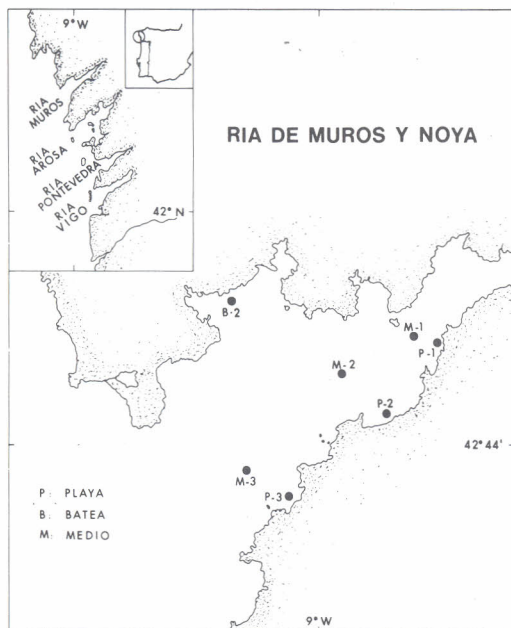 9° W
RIA
MUROS
RIA
AROSA
RIA
PONTEVEDRA
RIA
VIGO
42° N
RIA DE MUROS Y NOYA
B-2
M-1
P-1
M-2
P-2
42° 44'
M-3
P-3
P: PLAYA
B: BATEA
M: MEDIO
9° W